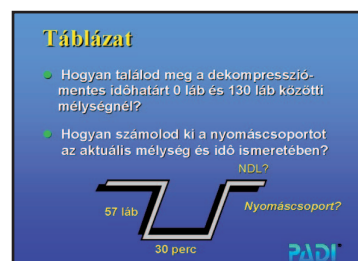 Táblázat
Hogyan találod meg a dekompresszió-
mentes időhatárt 0 láb és 130 láb közötti
mélységnél?
Hogyan számolod ki a nyomáscsoportot
az aktuális mélység és idő ismeretében?
NDL?
57 láb
Nyomáscsoport?
30 perc
PADI